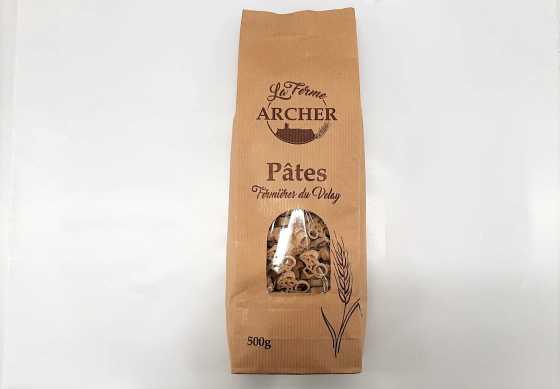 La Ferme
ARCHER
Pâtes
Fermières du Velay
500g